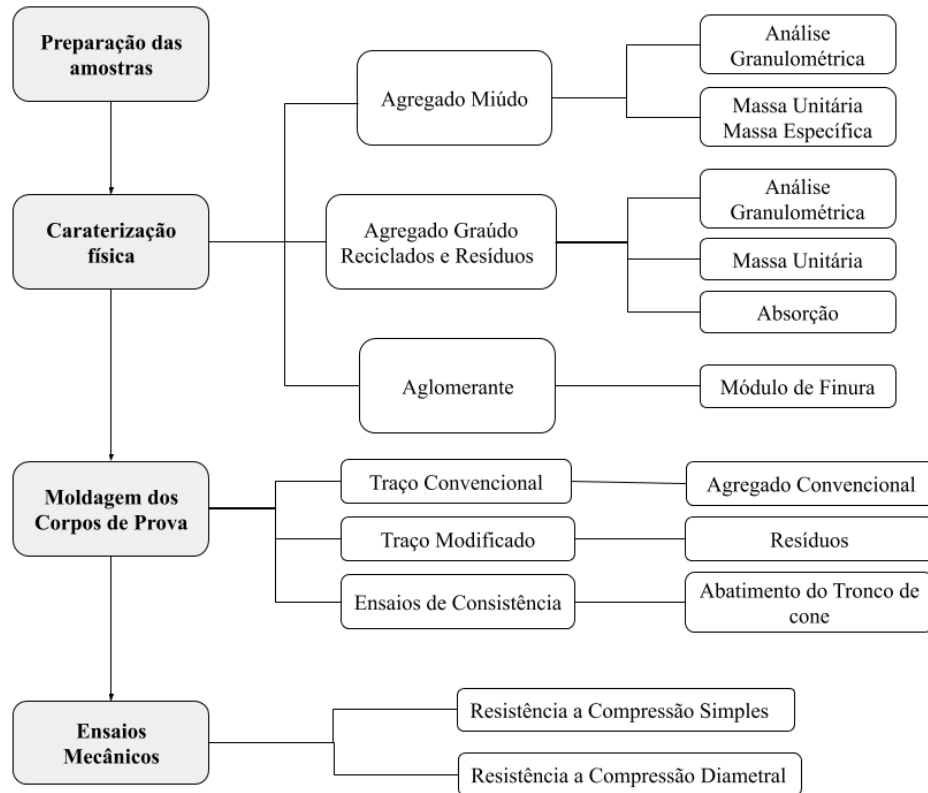 Preparação das
amostras
Caraterização
física
Agregado Miúdo
Análise
Granulométrica
Massa Unitária
Massa Específica
Agregado Graúdo
Reciclados e Resíduos
Análise
Granulométrica
Massa Unitária
Absorção
Aglomerante
Módulo de Finura
Moldagem dos
Corpos de Prova
Traço Convencional
Agregado Convencional
Traço Modificado
Resíduos
Ensaios de Consistência
Abatimento do Tronco de
cone
Ensaios
Mecânicos
Resistência a Compressão Simples
Resistência a Compressão Diametral